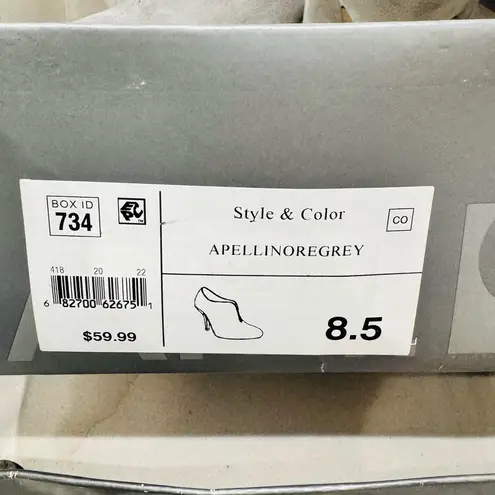 BOX ID
734
Style & Color
CO
APELLINOREGREY
418 20 22
6 82700 62675 1
$59.99
8.5